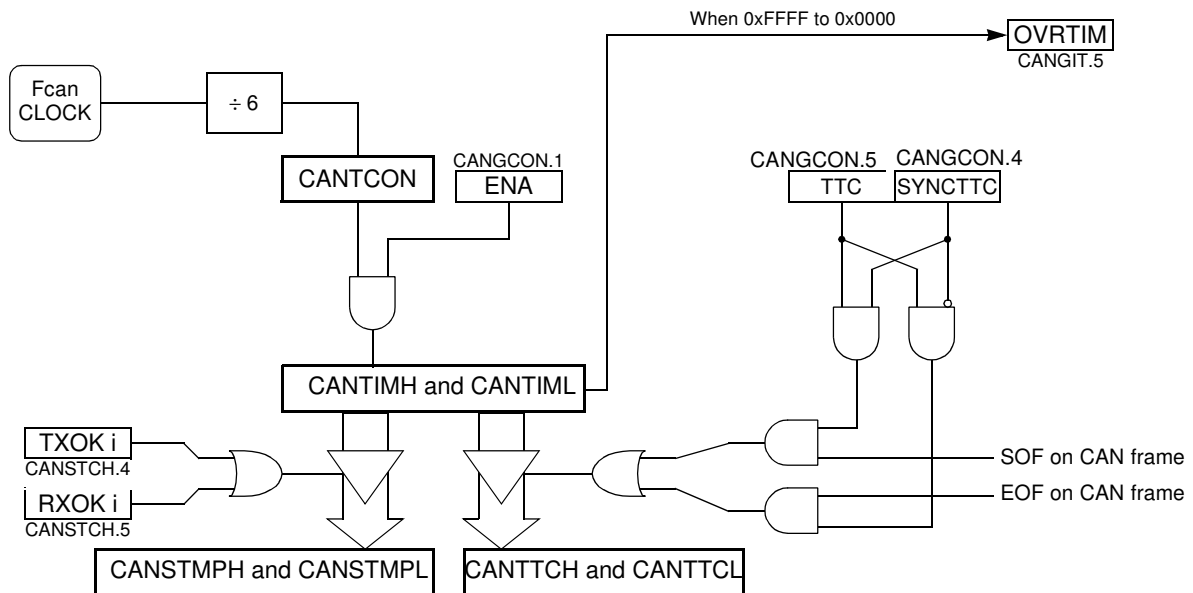 When 0xFFFF to 0x0000
OVRTIM
CANGIT.5
Fcan
CLOCK
÷ 6
CANTCON
CANGCON.1
ENA
CANGCON.5
CANGCON.4
TTC
SYNCTTC
CANTIMH and CANTIML
TXOK i
CANSTCH.4
RXOK i
CANSTCH.5
SOF on CAN frame
EOF on CAN frame
CANSTMPH and CANSTMPL
CANTTCH and CANTTCL